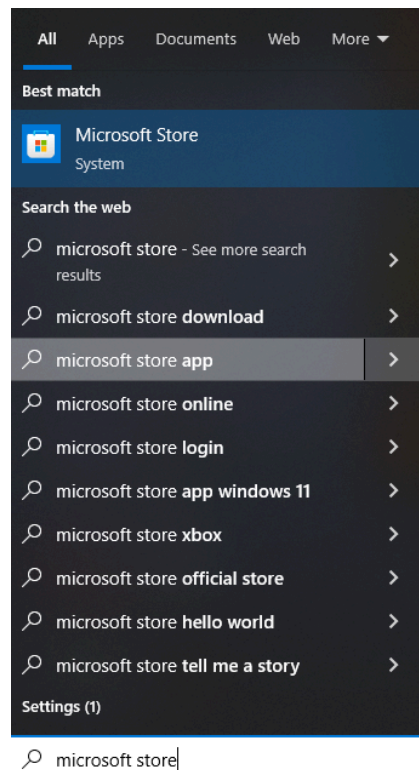 All Apps Documents Web More
Best match
Microsoft Store
System
Search the web
microsoft store - See more search
results
microsoft store download
microsoft store app
microsoft store online
microsoft store login
microsoft store app windows 11
microsoft store xbox
microsoft store official store
microsoft store hello world
microsoft store tell me a story
Settings (1)
microsoft store